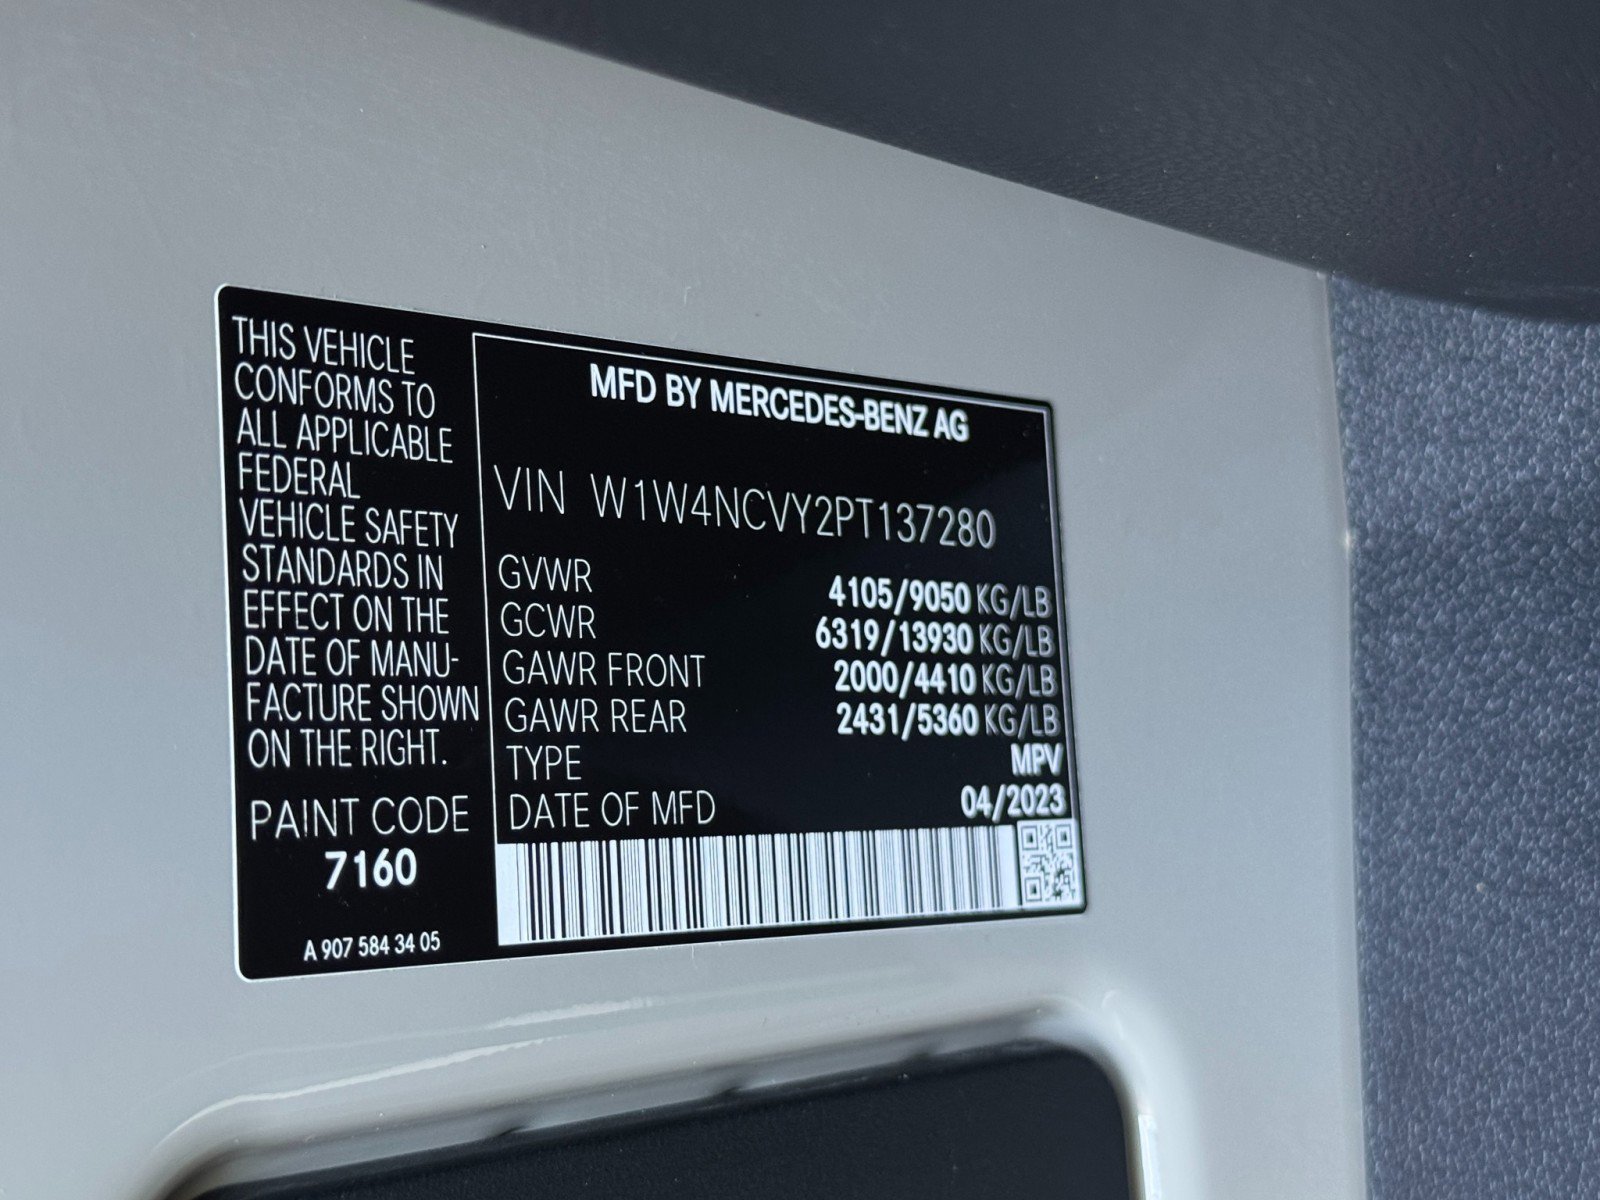 THIS VEHICLE
CONFORMS TO
ALL APPLICABLE
FEDERAL
VEHICLE SAFETY
STANDARDS IN
EFFECT ON THE
DATE OF MANU-
FACTURE SHOWN
ON THE RIGHT.
PAINT CODE
7160
A 907 584 34 05
MFD BY MERCEDES-BENZ AG
VIN W1W4NCVY2PT137280
GVWR 4105/9050 KG/LB
GCWR 6319/13930 KG/LB
GAWR FRONT 2000/4410 KG/LB
GAWR REAR 2431/5360 KG/LB
TYPE MPV
DATE OF MFD 04/2023